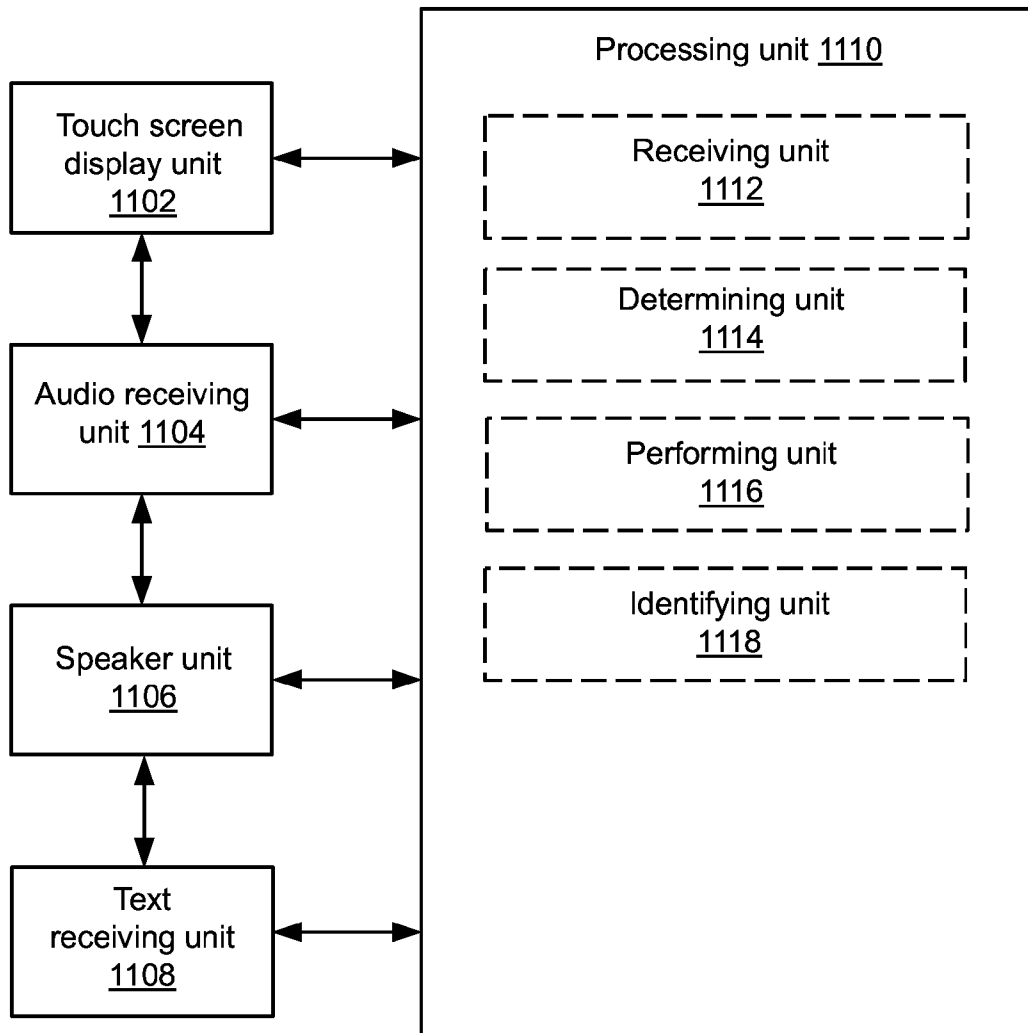 Processing unit 1110
Touch screen
display unit
1102
Receiving unit
1112
Determining unit
1114
Audio receiving
unit 1104
Performing unit
1116
Identifying unit
1118
Speaker unit
1106
Text
receiving unit
1108